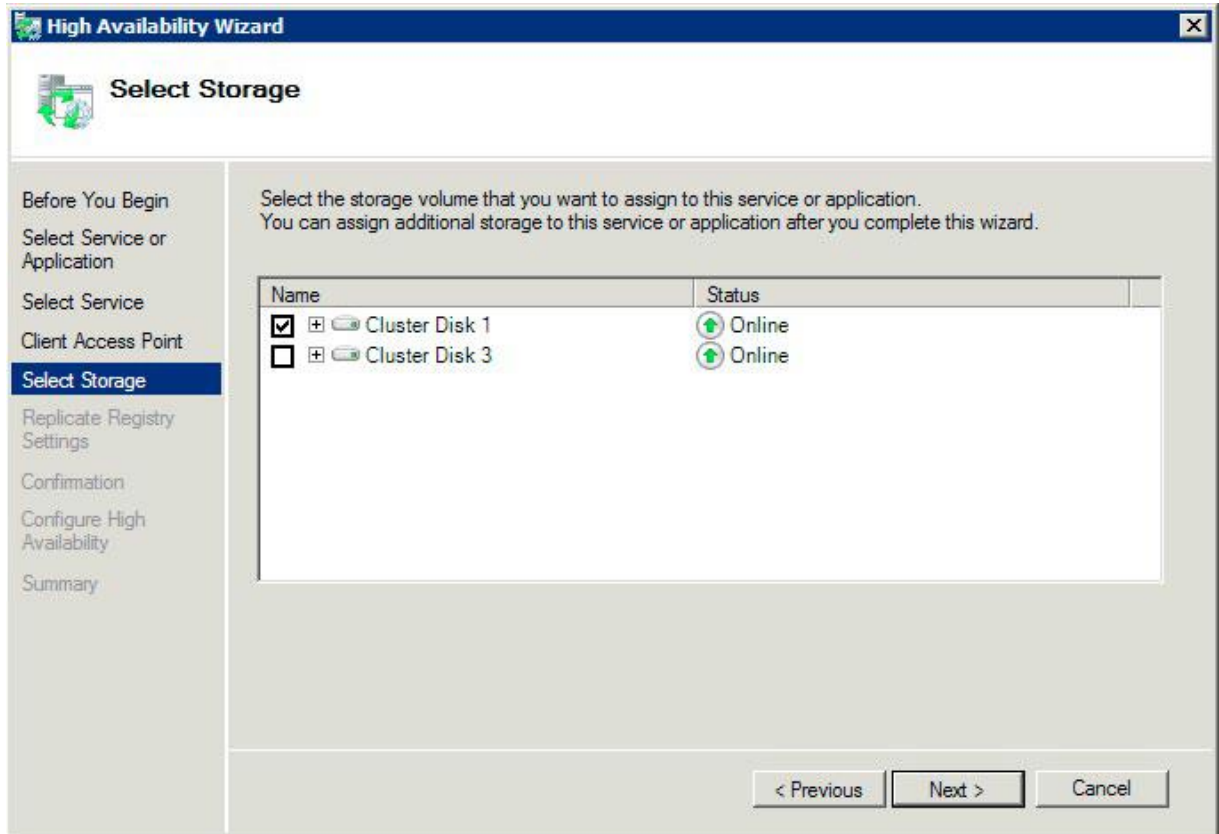 High Availability Wizard
Select Storage
Before You Begin
Select Service or
Application
Select Service
Client Access Point
Select Storage
Replicate Registry
Settings
Confirmation
Configure High
Availability
Summary
Select the storage volume that you want to assign to this service or application.
You can assign additional storage to this service or application after you complete this wizard.
Name Status
Cluster Disk 1 Online
Cluster Disk 3 Online
< Previous Next > Cancel